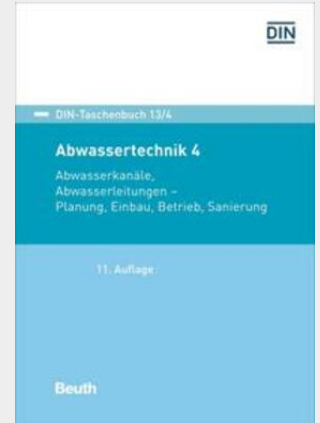 DIN
DIN-Taschenbuch 13/4
Abwassertechnik 4
Abwasserkanäle,
Abwasserleitungen –
Planung, Einbau, Betrieb, Sanierung
11. Auflage
Beuth